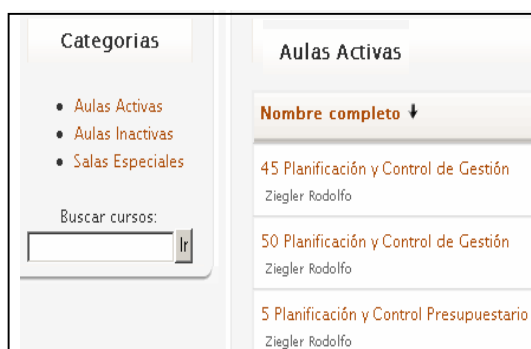 Categorias
Aulas Activas
Aulas Inactivas
Salas Especiales
Buscar cursos:
Ir
Aulas Activas
Nombre completo
45 Planificación y Control de Gestión
Ziegler Rodolfo
50 Planificación y Control de Gestión
Ziegler Rodolfo
5 Planificación y Control Presupuestario
Ziegler Rodolfo